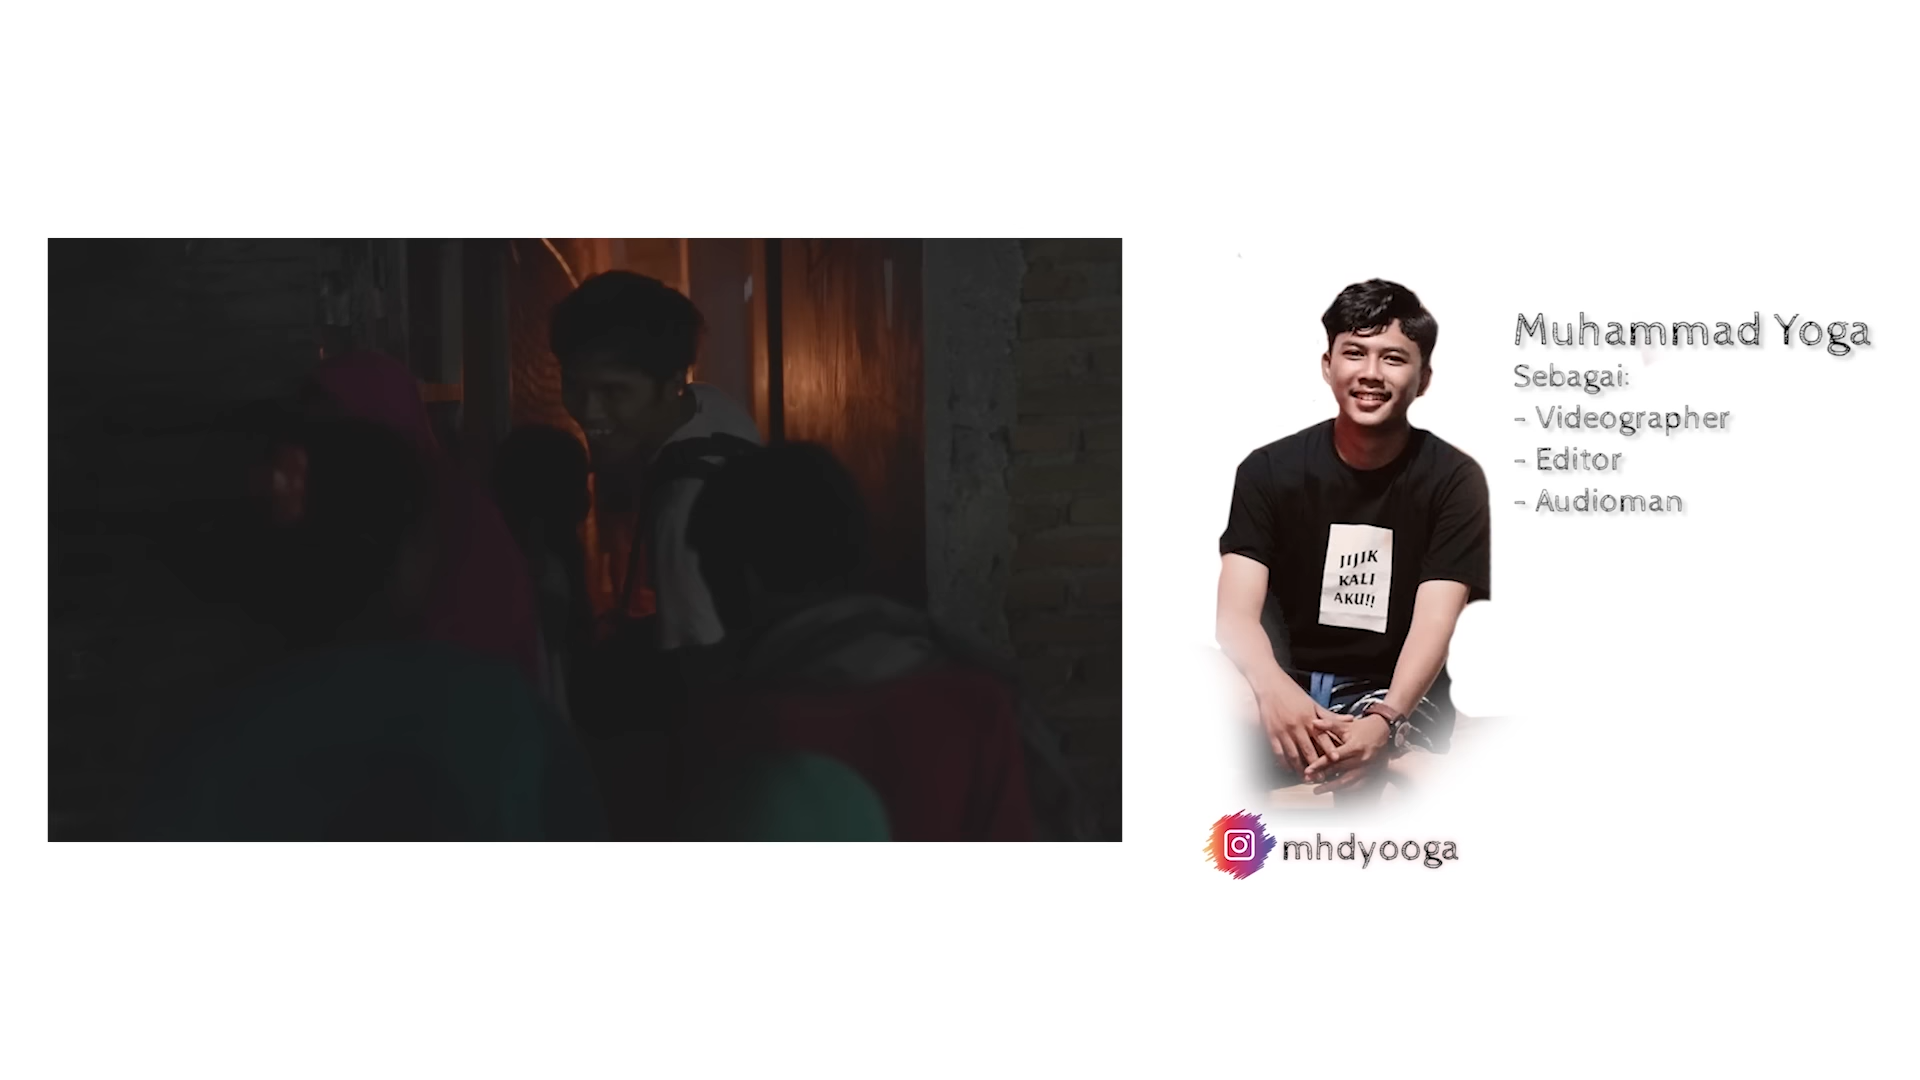 Muhammad Yoga
Sebagai:
- Videographer
- Editor
- Audioman
JIJIK
KALI
AKU!!
mhdyooga